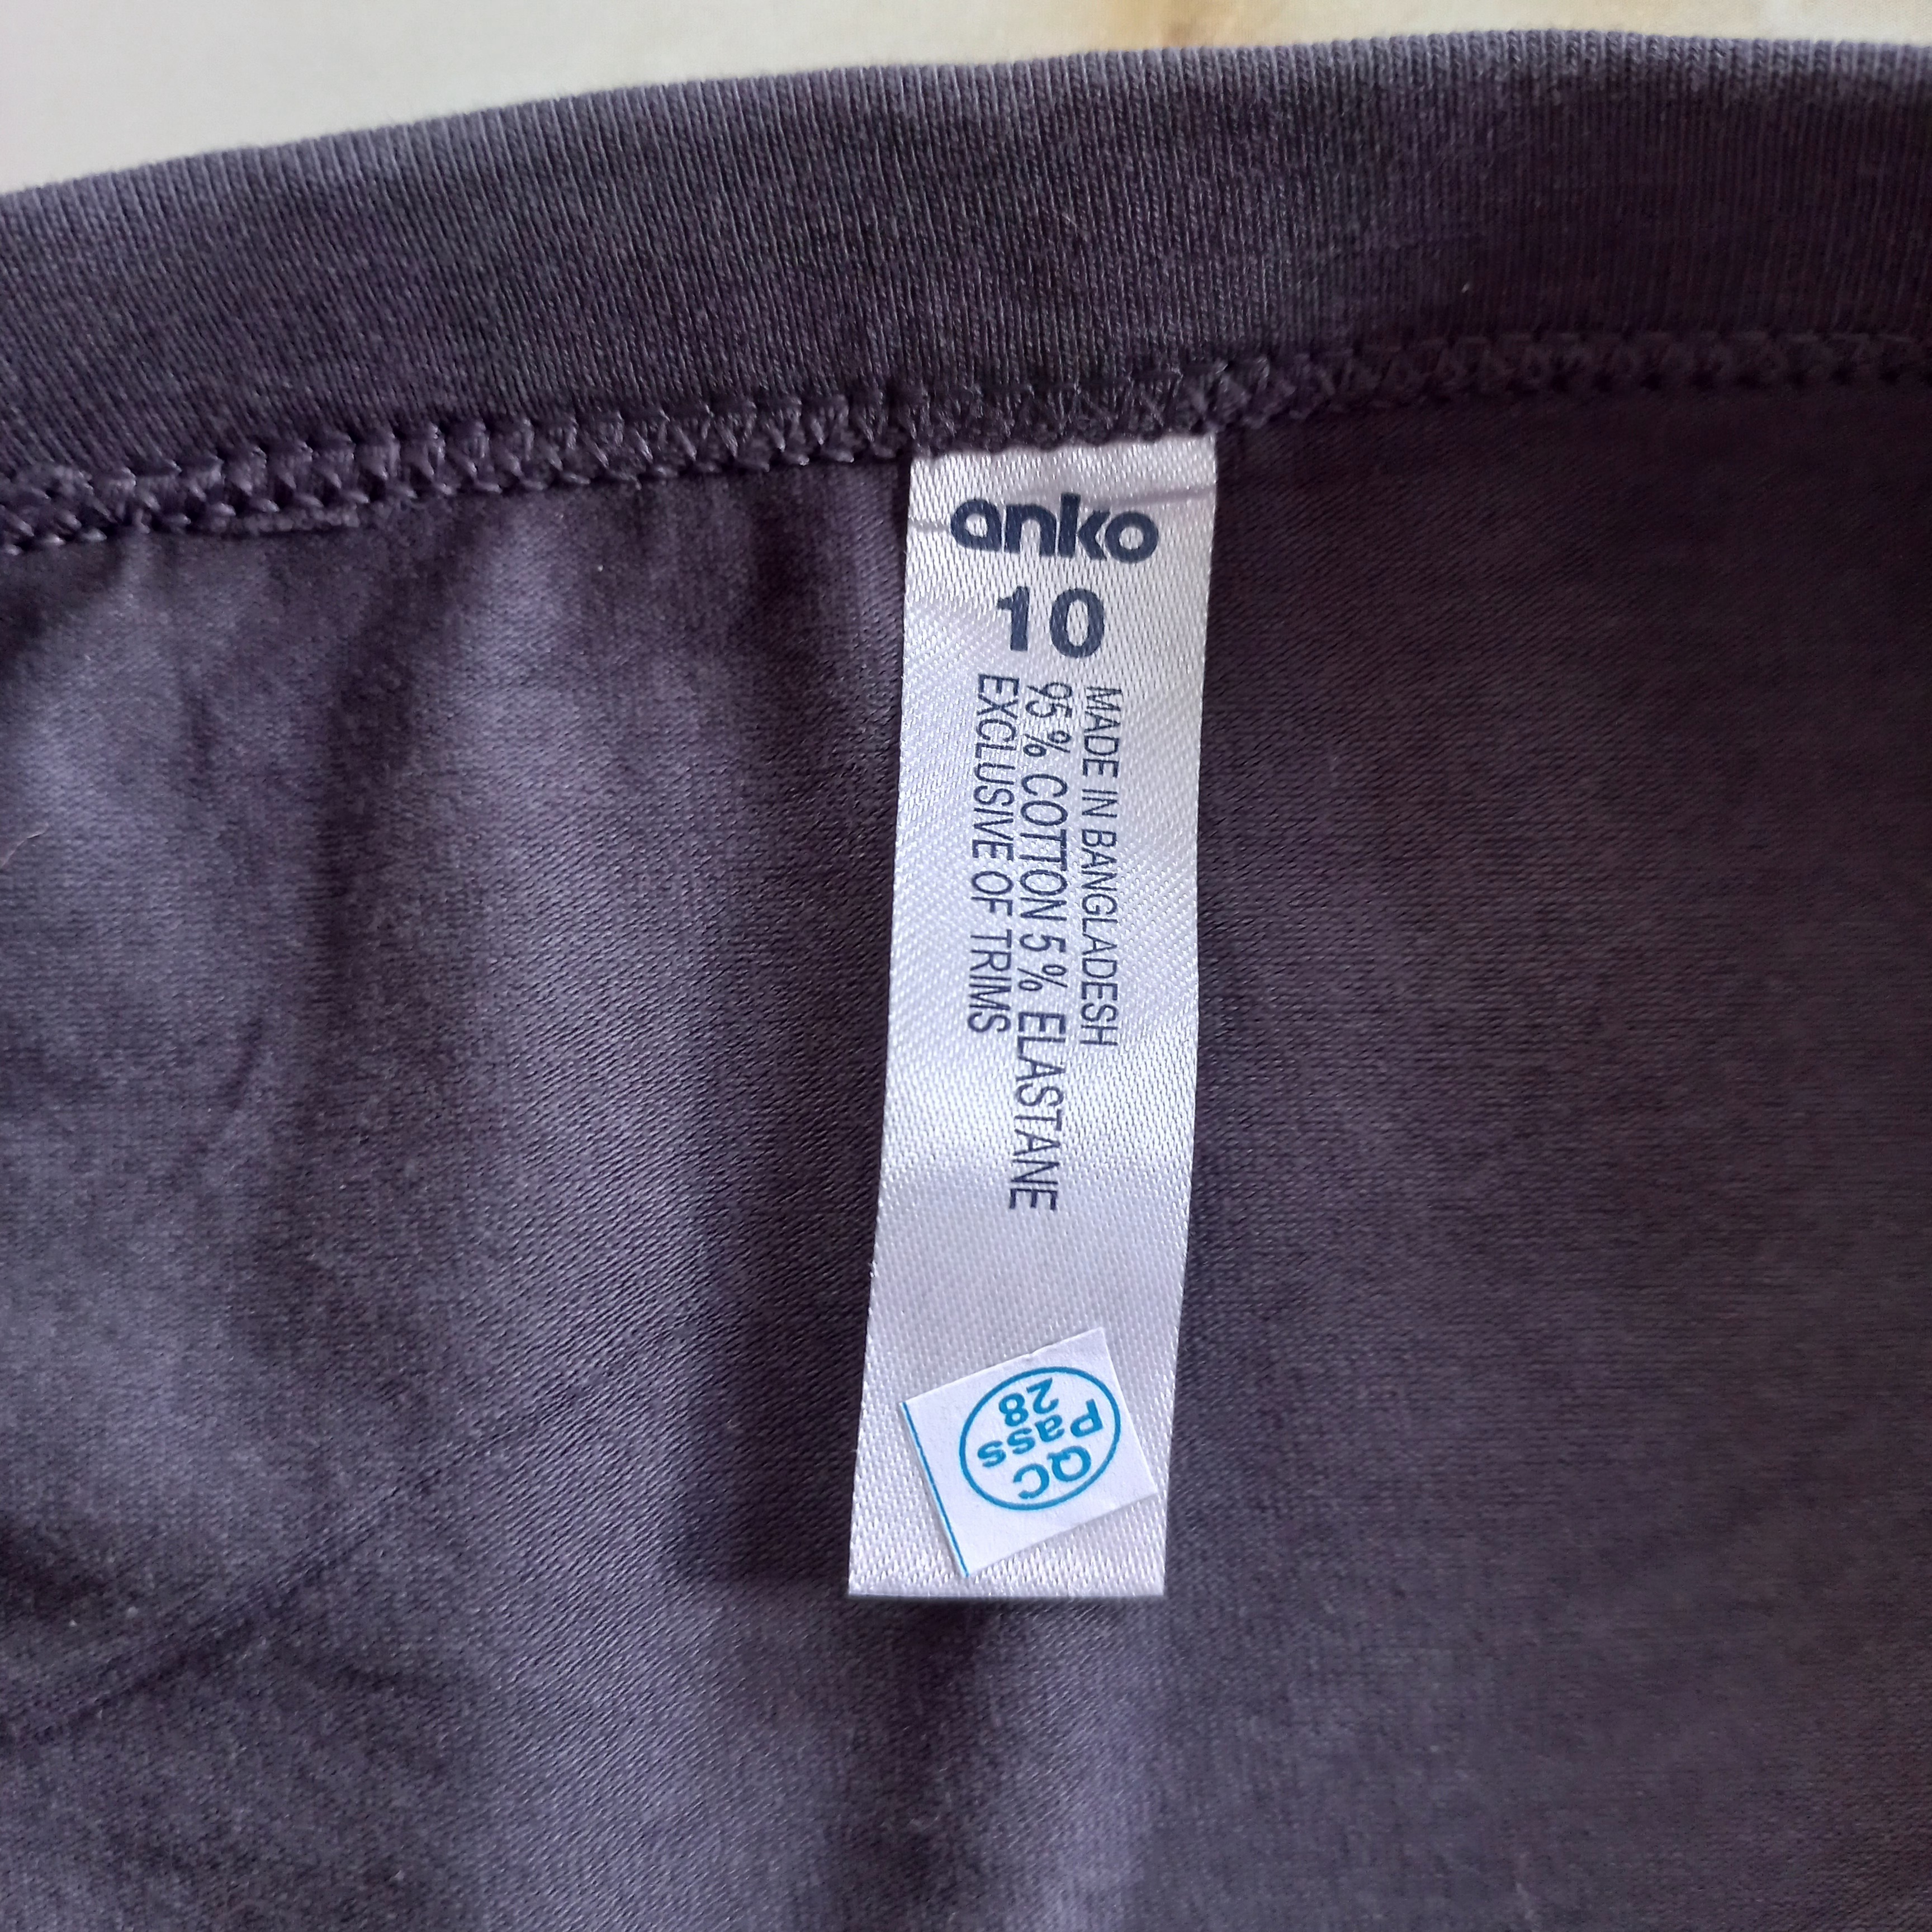 anko
10
MADE IN BANGLADESH
95 % COTTON 5 % ELASTANE
EXCLUSIVE OF TRIMS
QC
Pass
28